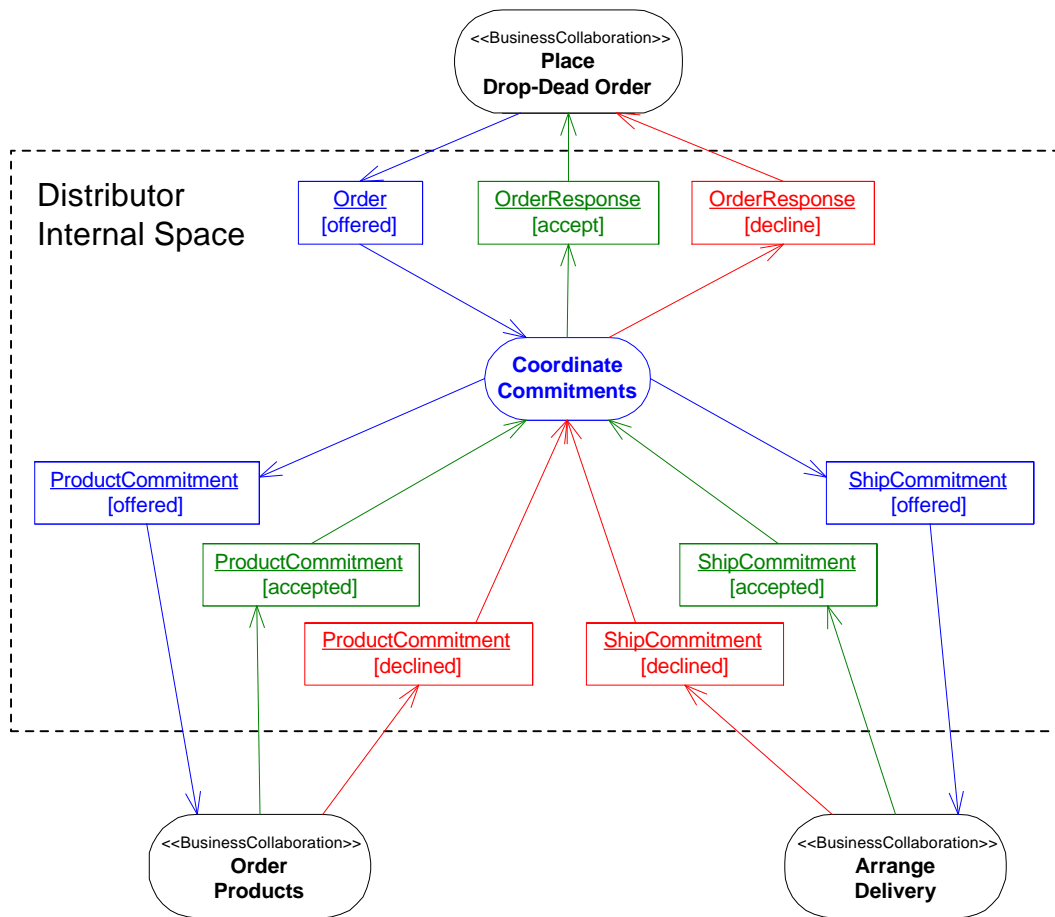 <<BusinessCollaboration>>
Place
Drop-Dead Order
Distributor
Internal Space
Order
[offered]
OrderResponse
[accept]
OrderResponse
[decline]
Coordinate
Commitments
ProductCommitment
[offered]
ShipCommitment
[offered]
ProductCommitment
[accepted]
ShipCommitment
[accepted]
ProductCommitment
[declined]
ShipCommitment
[declined]
<<BusinessCollaboration>>
Order
Products
<<BusinessCollaboration>>
Arrange
Delivery